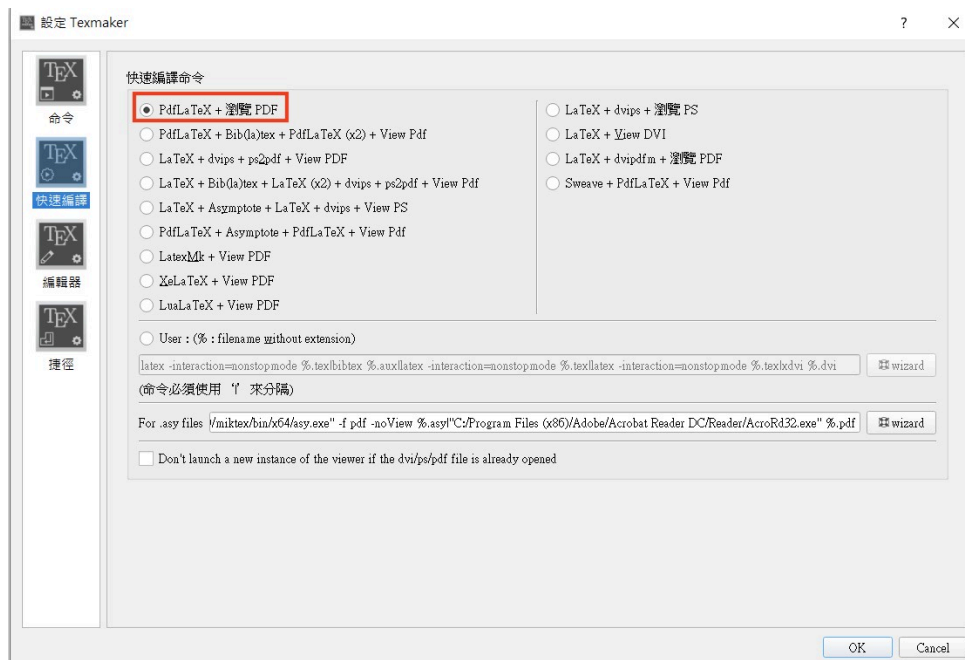 設定 Texmaker
命令
快速編譯
編輯器
捷徑
快速編譯命令
PdfLaTeX + 瀏覽 PDF
PdfLaTeX + Bib(la)tex + PdfLaTeX (x2) + View Pdf
LaTeX + dvips + ps2pdf + View PDF
LaTeX + Bib(la)tex + LaTeX (x2) + dvips + ps2pdf + View Pdf
LaTeX + Asymptote + LaTeX + dvips + View PS
PdfLaTeX + Asymptote + PdfLaTeX + View Pdf
LatexMk + View PDF
XeLaTeX + View PDF
LuaLaTeX + View PDF
LaTeX + dvips + 瀏覽 PS
LaTeX + View DVI
LaTeX + dvipdfm + 瀏覽 PDF
Sweave + PdfLaTeX + View Pdf
User : (% : filename without extension)
latex -interaction=nonstopmode %.tex|bibtex %.aux|latex -interaction=nonstopmode %.tex|latex -interaction=nonstopmode %.tex|xdvi %.dvi
wizard
(命令必須使用 '|' 來分隔)
For .asy files /miktex/bin/x64/asy.exe" -f pdf -noView %.asy|"C:/Program Files (x86)/Adobe/Acrobat Reader DC/Reader/AcroRd32.exe" %.pdf
wizard
Don't launch a new instance of the viewer if the dvi/ps/pdf file is already opened
OK
Cancel
TEX
TEX
TEX
TEX